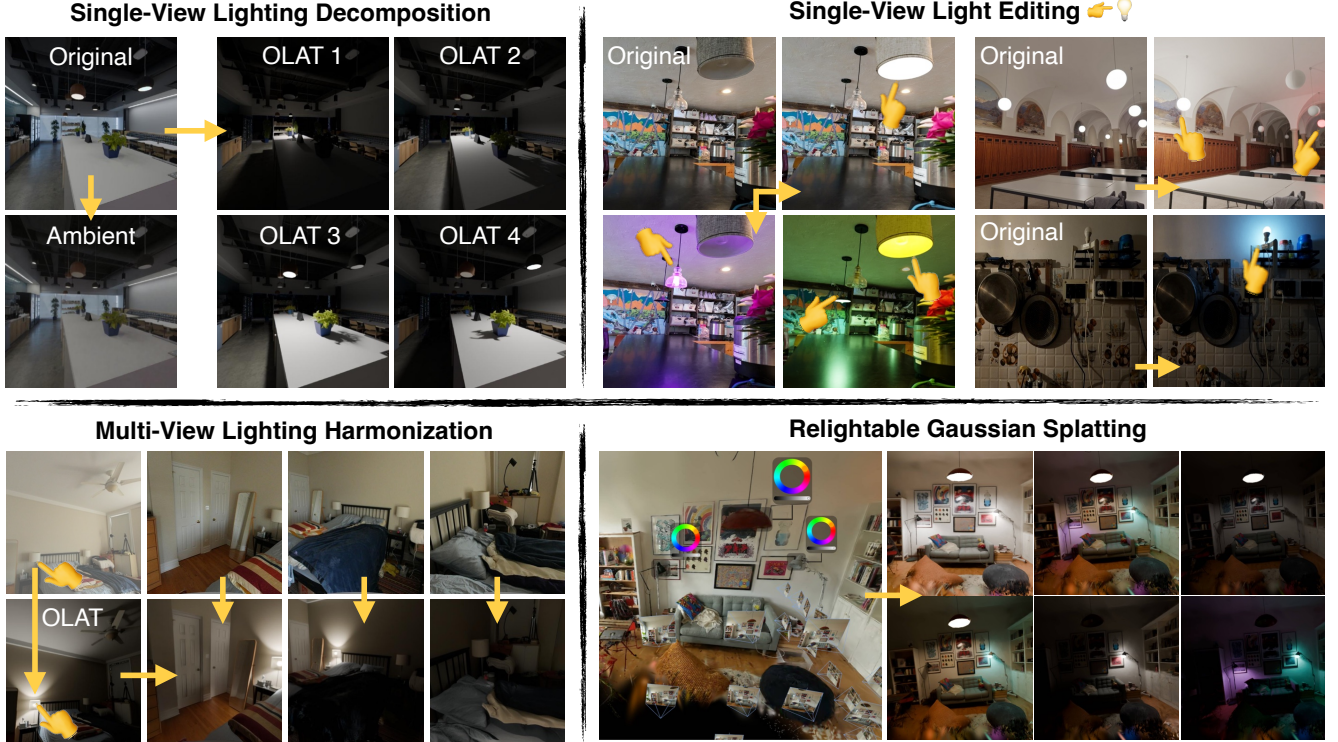 Single-View Lighting Decomposition
Original
OLAT 1
OLAT 2
Ambient
OLAT 3
OLAT 4
Single-View Light Editing 👉💡
Original
Original
Original
Multi-View Lighting Harmonization
OLAT
Relightable Gaussian Splatting